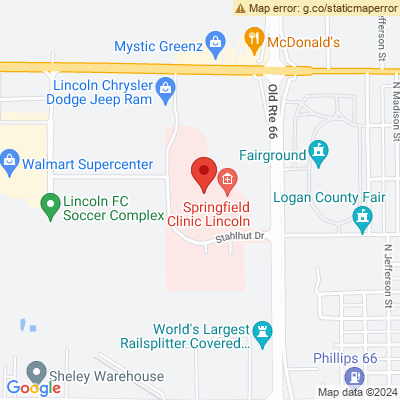 Map error: g.co/staticmaperror
Mystic Greenz
McDonald's
N Jefferson St
N Madison St
Lincoln Chrysler
Dodge Jeep Ram
Old Rte 66
Fairground
Walmart Supercenter
Lincoln FC
Soccer Complex
Springfield
Clinic Lincoln
Logan County Fair
Stahlhut Dr
N Jefferson St
World's Largest
Railsplitter Covered...
Phillips 66
Sheley Warehouse
Google
Map data ©2024